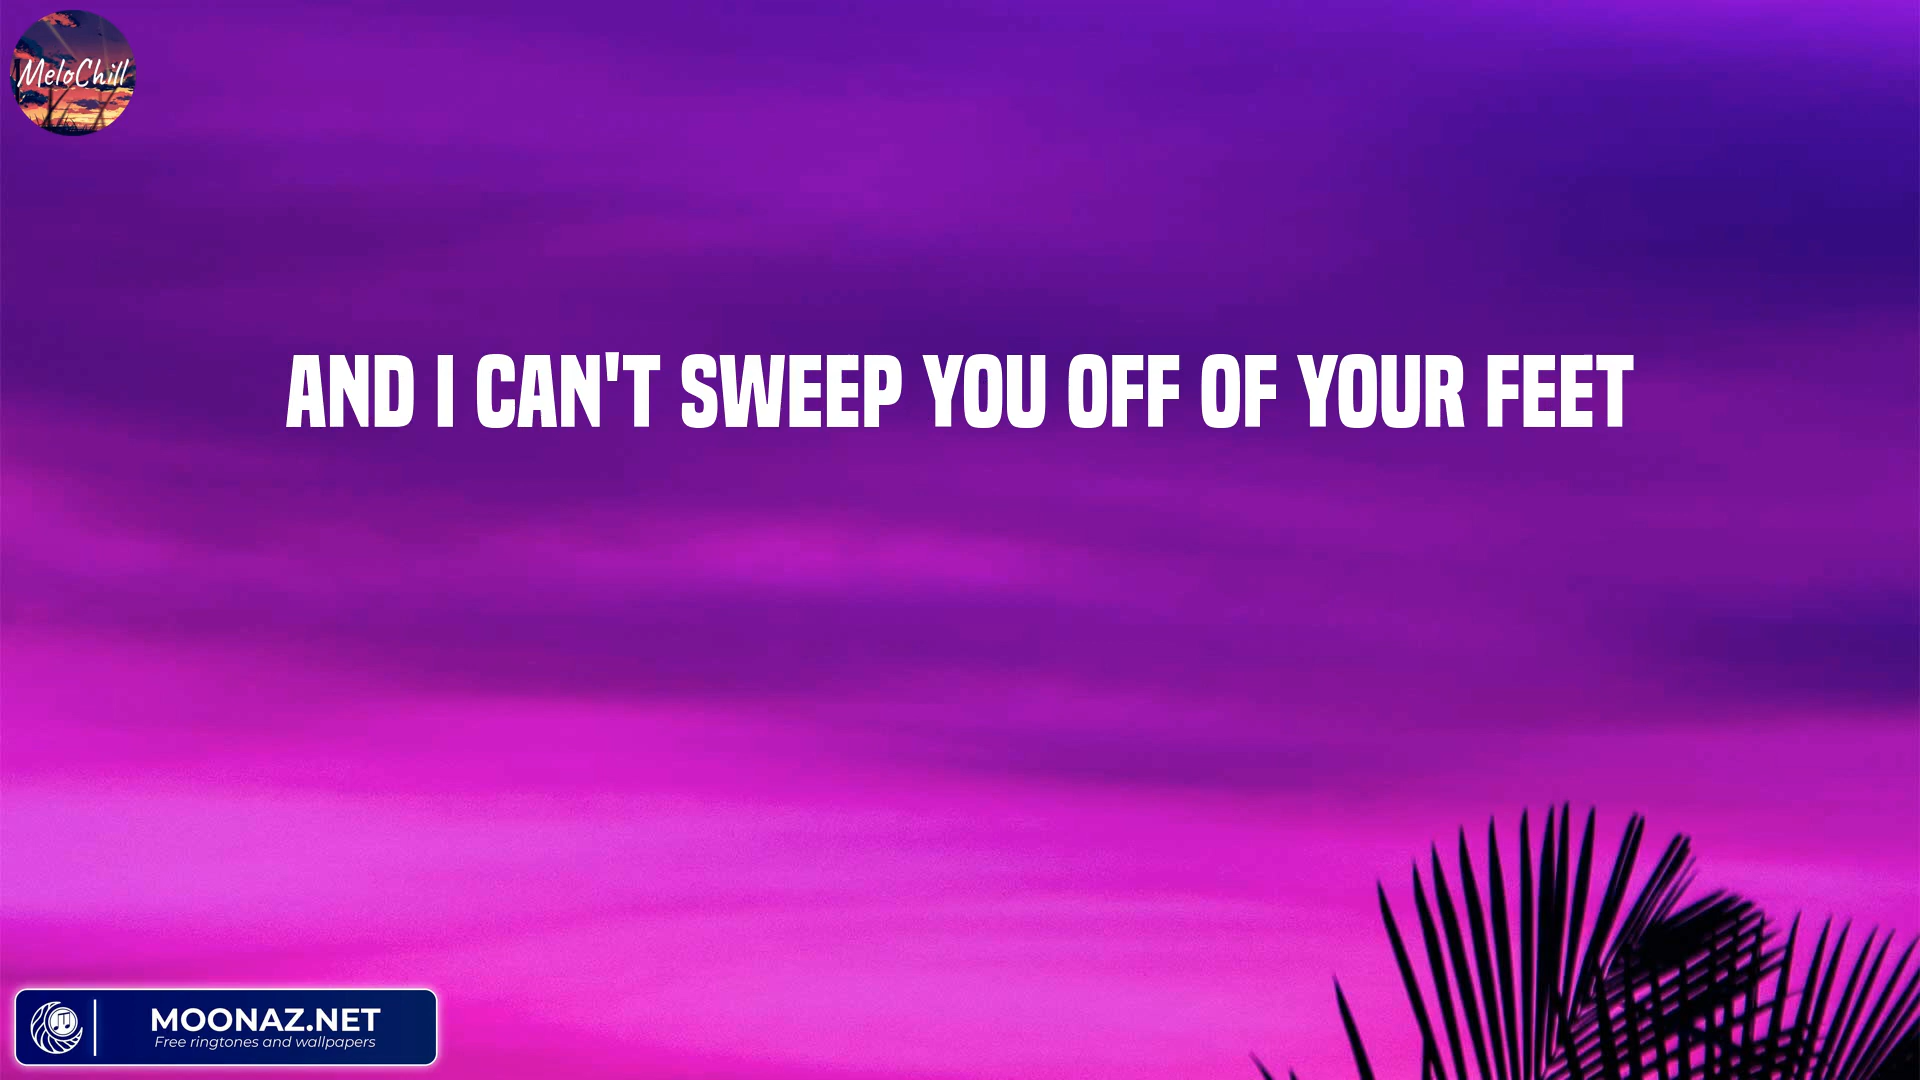 MeloChill
AND I CAN'T SWEEP YOU OFF OF YOUR FEET
MOONAZ.NET
Free ringtones and wallpapers